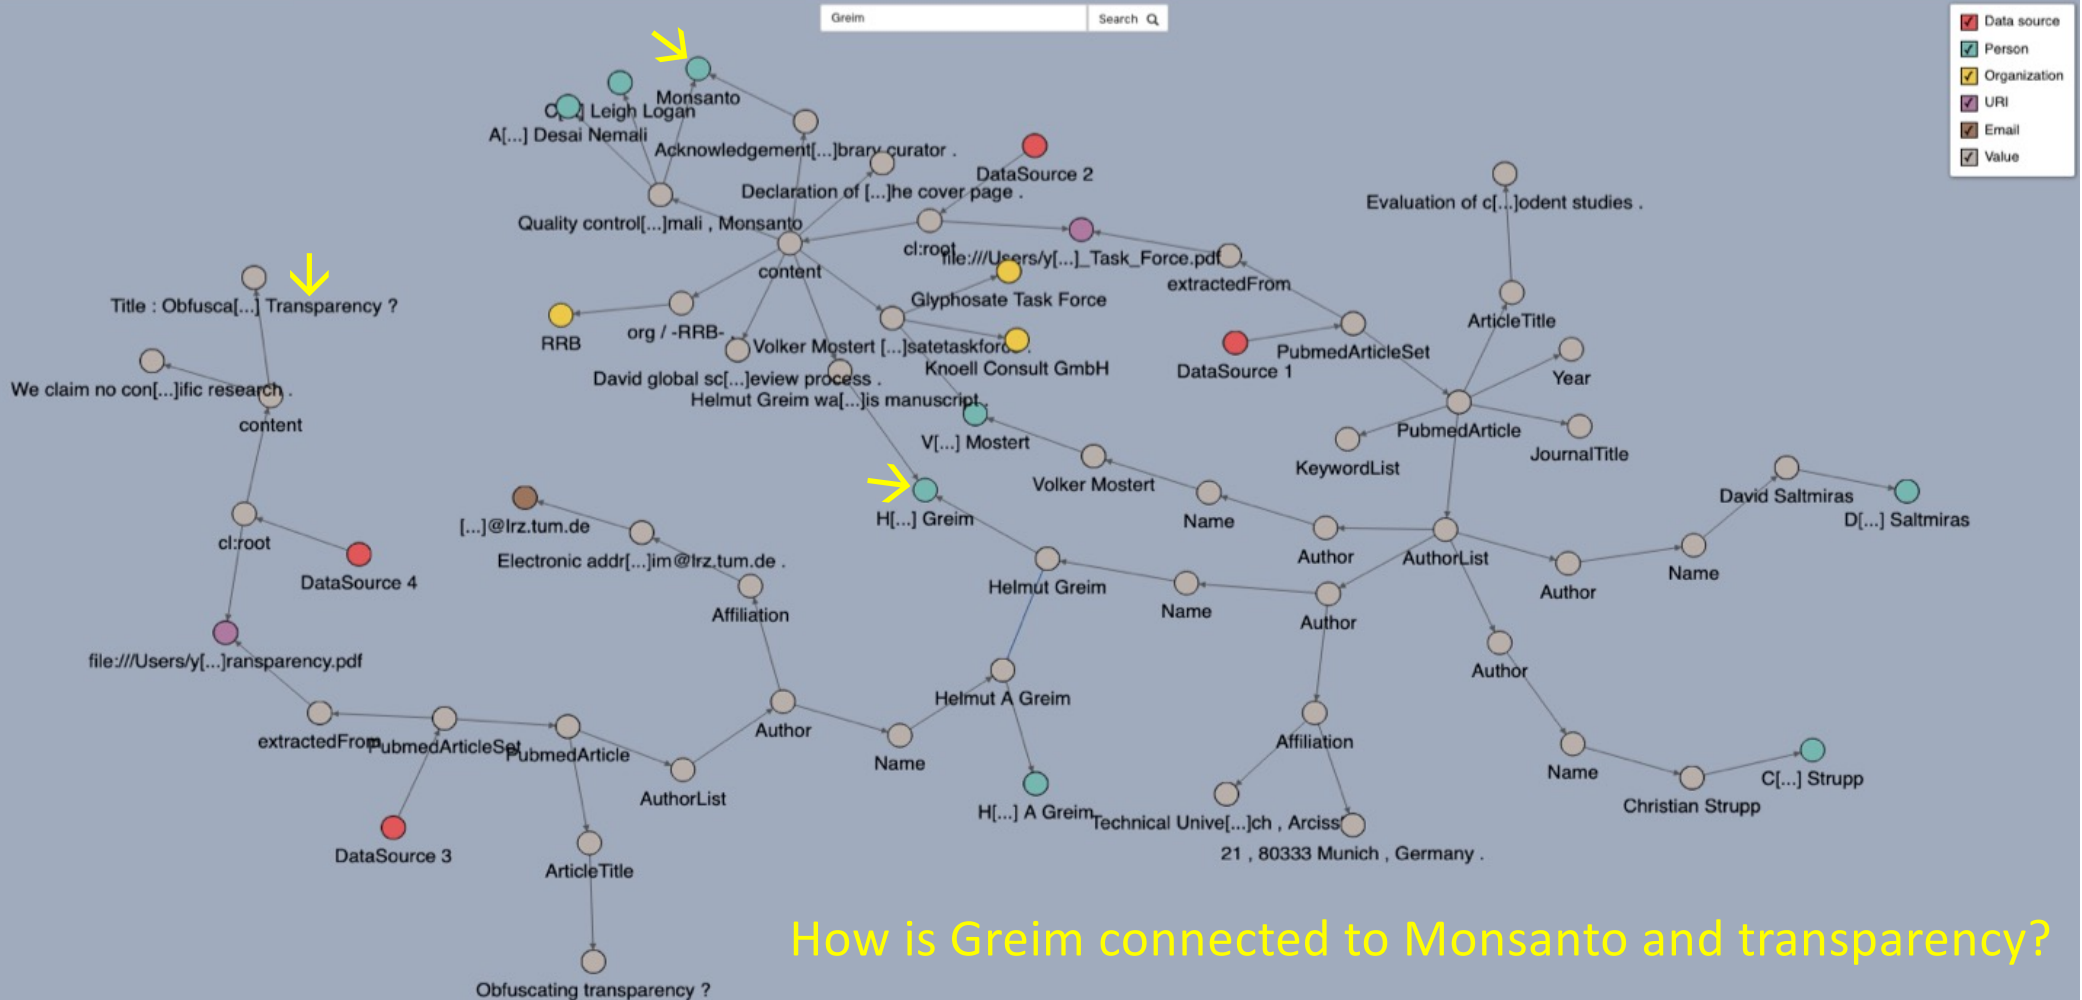 Greim
Search
Data source
Person
Organization
URI
Email
Value
Monsanto
C[...] Leigh Logan
A[...] Desai Nemali
Acknowledgement[...]brary curator .
DataSource 2
Declaration of [...]he cover page .
Evaluation of c[...]odent studies .
Quality control[...]mali , Monsanto
cl:root
file:///Users/y[...]_Task_Force.pdf
content
extractedFrom
Glyphosate Task Force
Title : Obfusca[...] Transparency ?
ArticleTitle
org / -RRB- .
RRB
Volker Mostert [...]satetaskforce .
PubmedArticleSet
Knoell Consult GmbH
DataSource 1
Year
David global sc[...]eview process .
We claim no con[...]ific research .
Helmut Greim wa[...]is manuscript .
content
PubmedArticle
V[...] Mostert
JournalTitle
KeywordList
Volker Mostert
David Saltmiras
H[...] Greim
Name
D[...] Saltmiras
[...]@lrz.tum.de
cl:root
Author
AuthorList
Electronic addr[...]im@lrz.tum.de .
Name
DataSource 4
Helmut Greim
Author
Name
Affiliation
Author
file:///Users/y[...]ransparency.pdf
Author
Helmut A Greim
Author
extractedFrom
PubmedArticleSet
PubmedArticle
Affiliation
Name
Name
C[...] Strupp
AuthorList
Christian Strupp
H[...] A Greim
Technical Unive[...]ch , Arciss
DataSource 3
21 , 80333 Munich , Germany .
ArticleTitle
How is Greim connected to Monsanto and transparency?
Obfuscating transparency ?